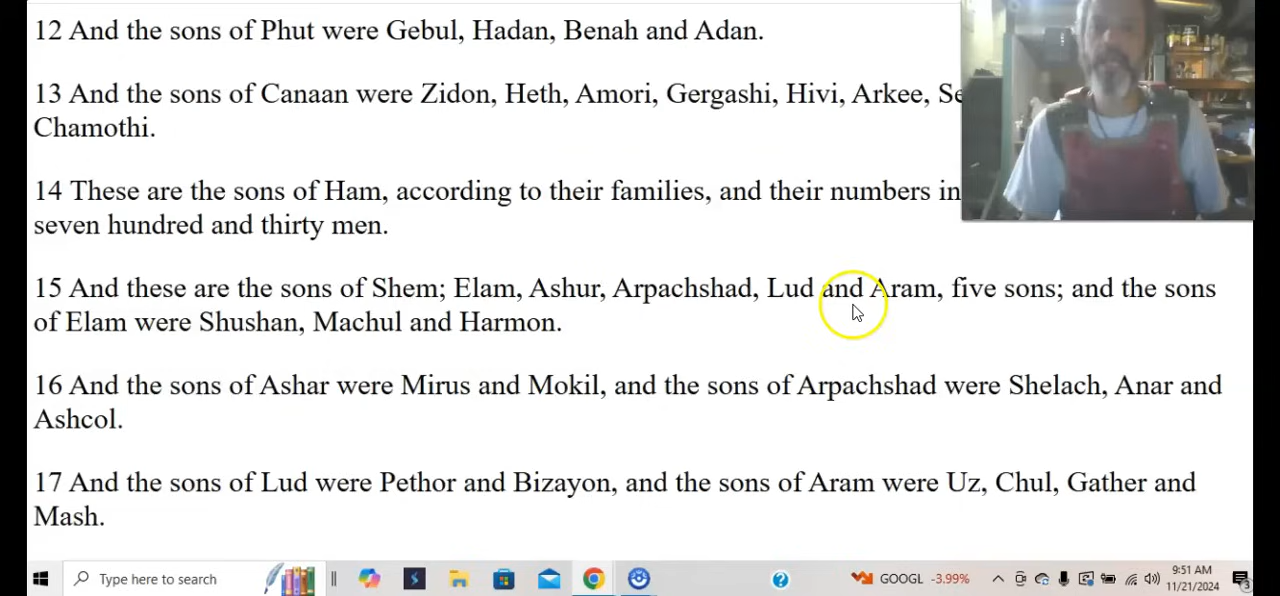 12 And the sons of Phut were Gebul, Hadan, Benah and Adan.
13 And the sons of Canaan were Zidon, Heth, Amori, Gergashi, Hivi, Arkee, Se
Chamothi.
14 These are the sons of Ham, according to their families, and their numbers in
seven hundred and thirty men.
15 And these are the sons of Shem; Elam, Ashur, Arpachshad, Lud and Aram, five sons; and the sons
of Elam were Shushan, Machul and Harmon.
16 And the sons of Ashar were Mirus and Mokil, and the sons of Arpachshad were Shelach, Anar and
Ashcol.
17 And the sons of Lud were Pethor and Bizayon, and the sons of Aram were Uz, Chul, Gather and
Mash.
Type here to search
GOOGL -3.99%
9:51 AM
11/21/2024
3